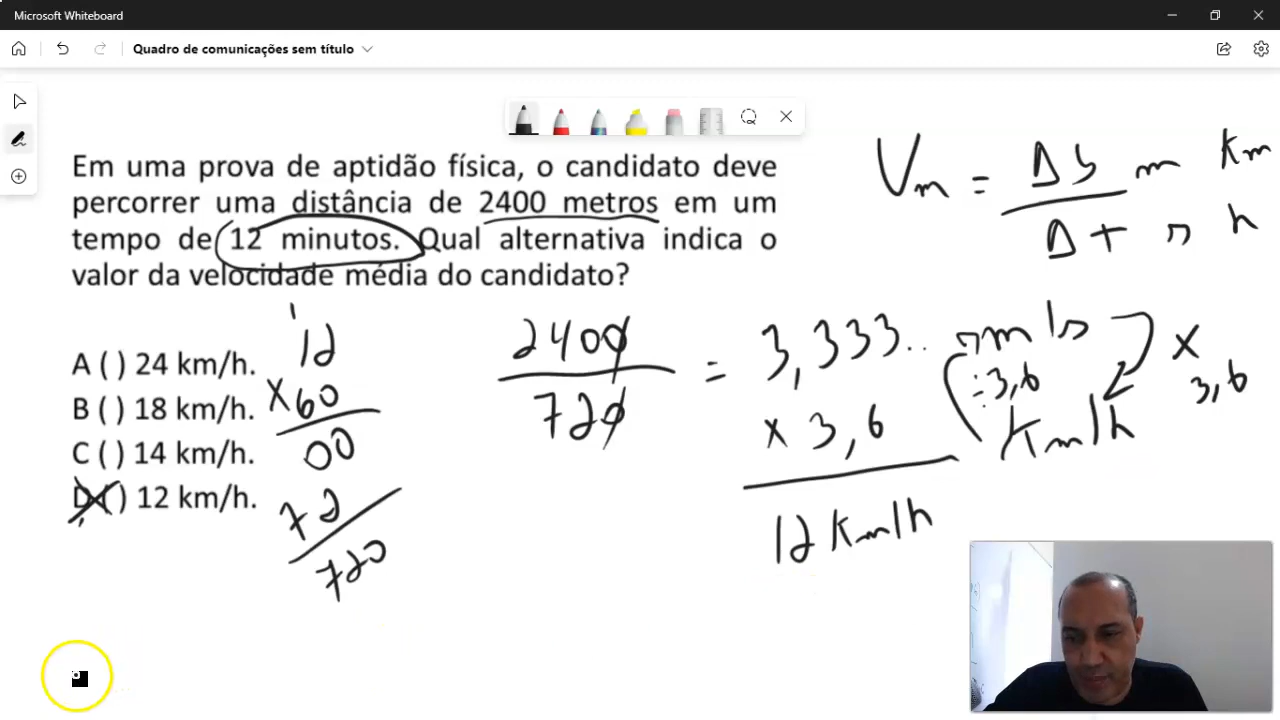 Microsoft Whiteboard
Quadro de comunicações sem título
Em uma prova de aptidão física, o candidato deve
percorrer uma distância de 2400 metros em um
tempo de 12 minutos. Qual alternativa indica o
valor da velocidade média do candidato?
A ( ) 24 km/h.
B ( ) 18 km/h.
C ( ) 14 km/h.
D ( ) 12 km/h.
1
12
x 60
00
72
720
2400
720
= 3,333..
x 3,6
12 Km/h
m/s
÷3,6
Km/h
x
3,6
Vm = Δs m Km
Δt h